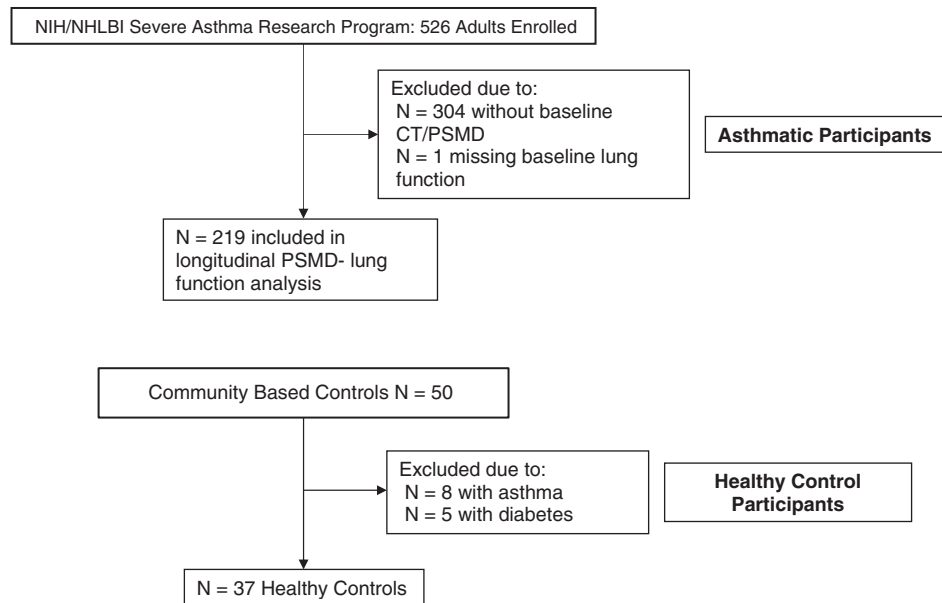 NIH/NHLBI Severe Asthma Research Program: 526 Adults Enrolled
Excluded due to:
N = 304 without baseline
CT/PSMD
N = 1 missing baseline lung
function
Asthmatic Participants
N = 219 included in
longitudinal PSMD- lung
function analysis
Community Based Controls N = 50
Excluded due to:
N = 8 with asthma
N = 5 with diabetes
Healthy Control
Participants
N = 37 Healthy Controls